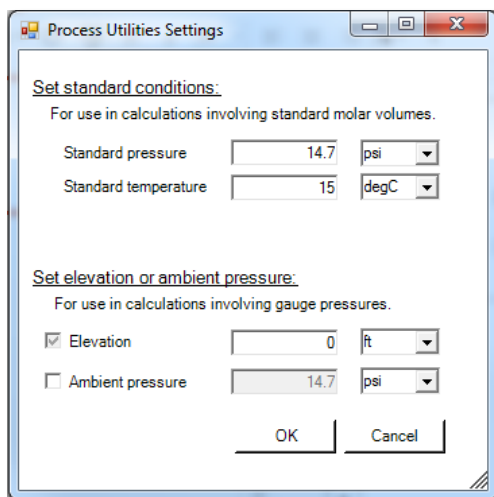 Process Utilities Settings
Set standard conditions:
For use in calculations involving standard molar volumes.
Standard pressure 14.7 psi
Standard temperature 15 degC
Set elevation or ambient pressure:
For use in calculations involving gauge pressures.
Elevation 0 ft
Ambient pressure 14.7 psi
OK Cancel